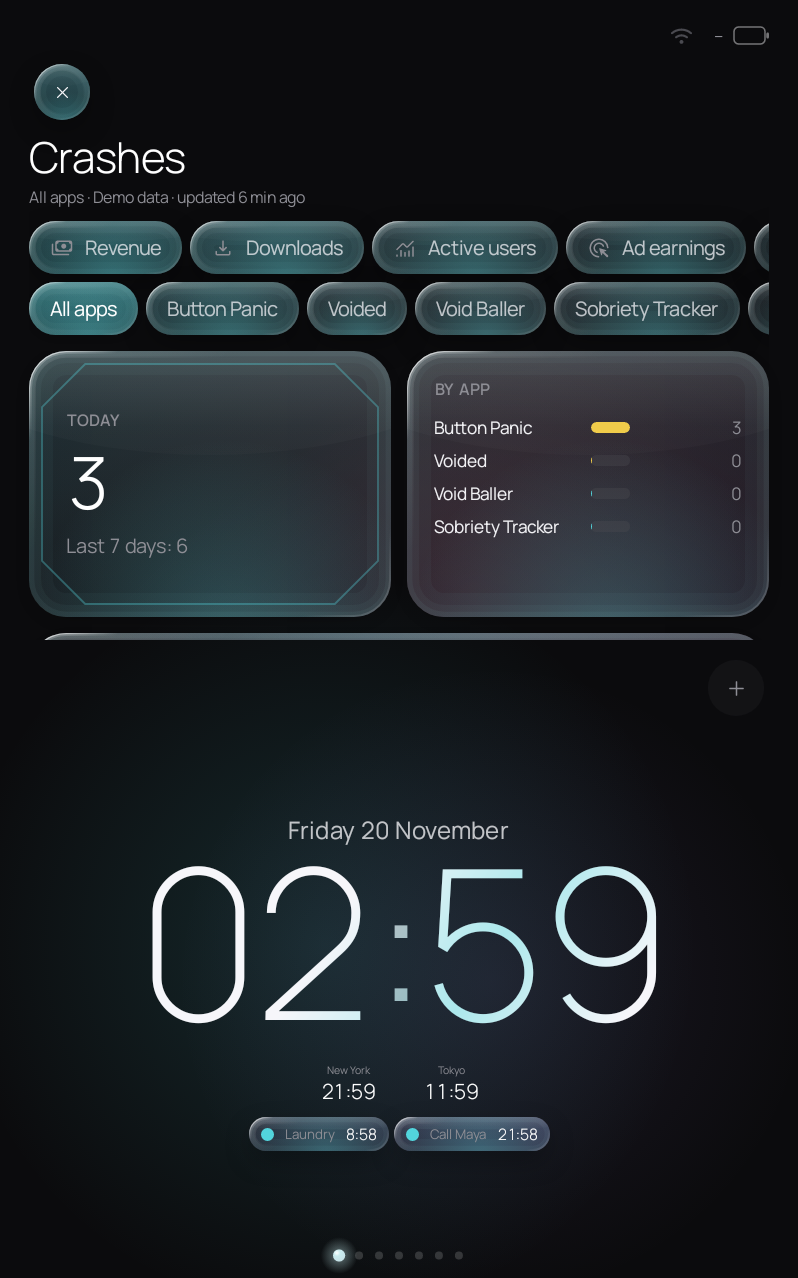 –
Crashes
All apps · Demo data · updated 6 min ago
Revenue Downloads Active users Ad earnings
All apps Button Panic Voided Void Baller Sobriety Tracker
TODAY
3
Last 7 days: 6
BY APP
Button Panic 3
Voided 0
Void Baller 0
Sobriety Tracker 0
Friday 20 November
02:59
New York Tokyo
21:59 11:59
Laundry 8:58 Call Maya 21:58